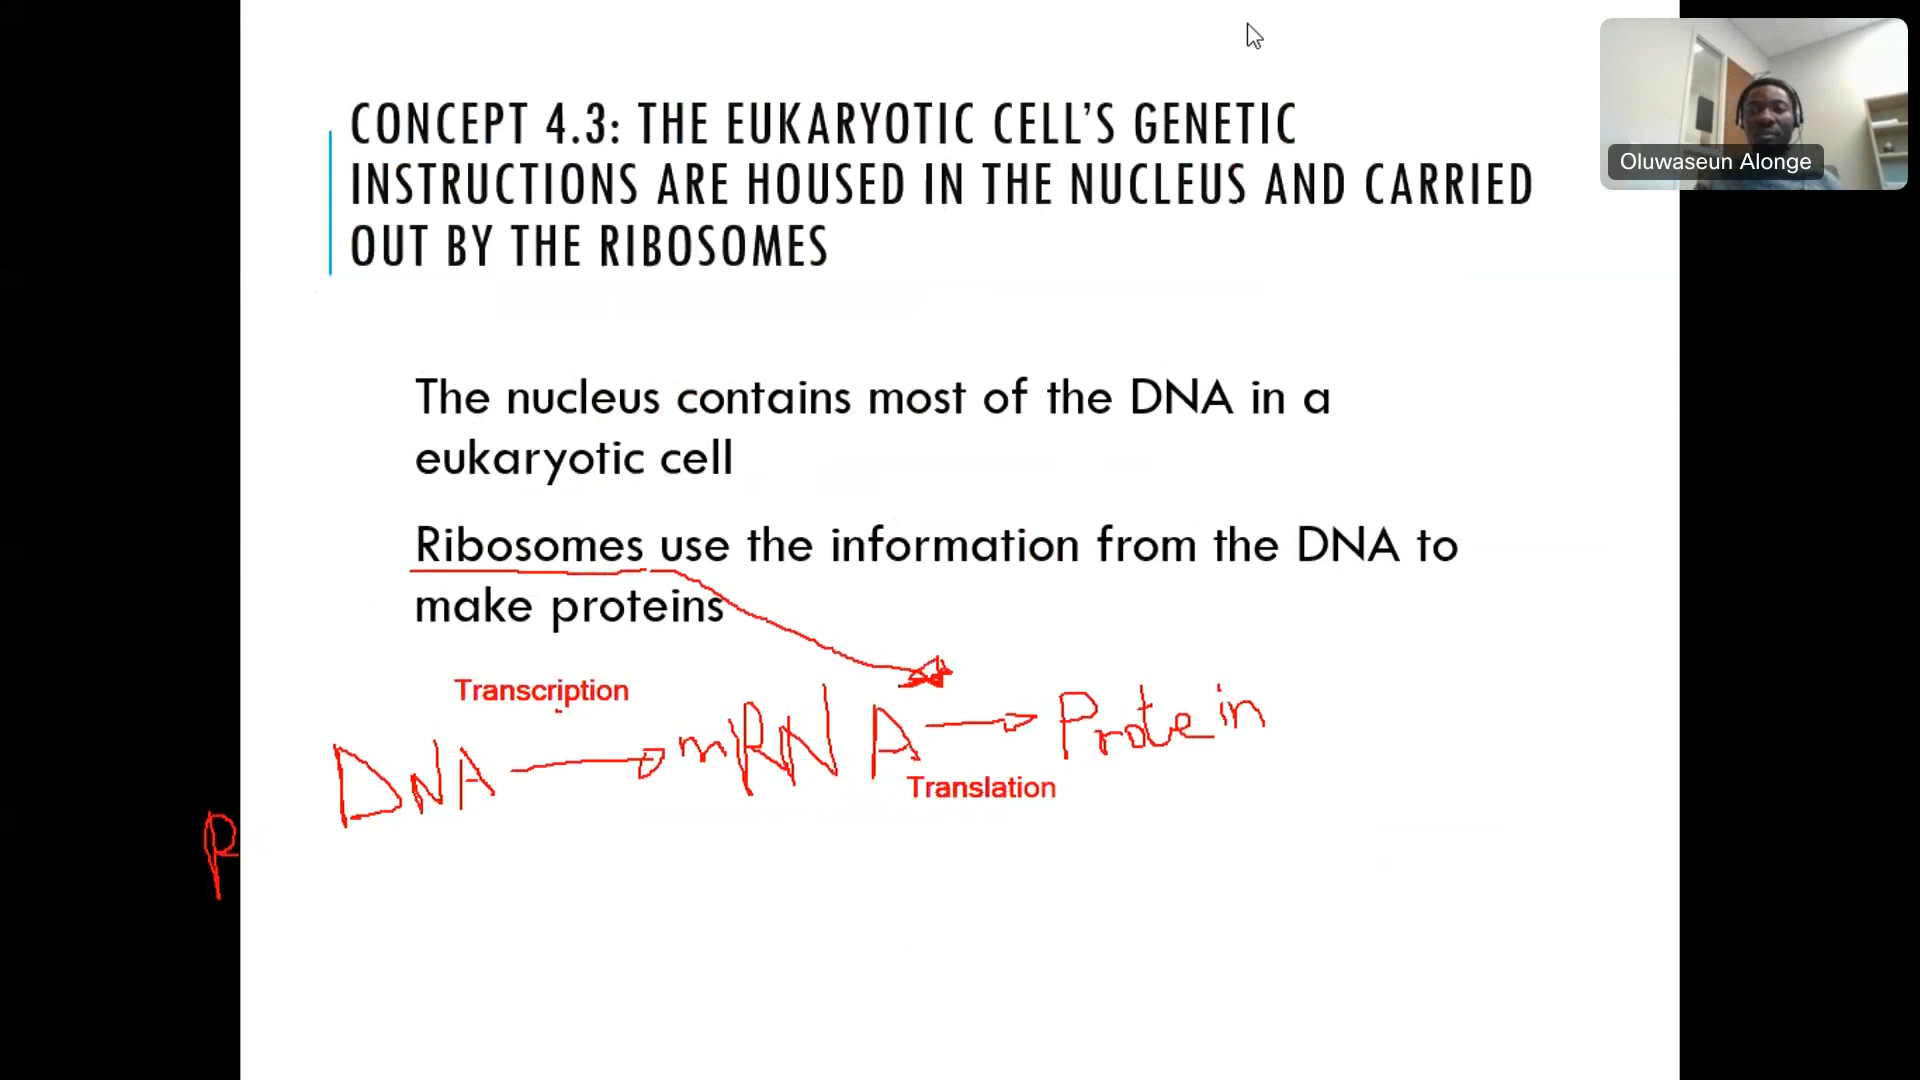 CONCEPT 4.3: THE EUKARYOTIC CELL’S GENETIC
INSTRUCTIONS ARE HOUSED IN THE NUCLEUS AND CARRIED
OUT BY THE RIBOSOMES
Oluwaseun Alonge
The nucleus contains most of the DNA in a
eukaryotic cell
Ribosomes use the information from the DNA to
make proteins
Transcription
DNA mRNA Protein
Translation
R